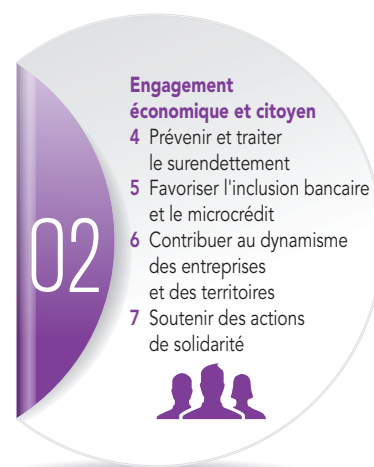 Engagement
économique et citoyen
4 Prévenir et traiter
le surendettement
5 Favoriser l'inclusion bancaire
et le microcrédit
6 Contribuer au dynamisme
des entreprises
et des territoires
7 Soutenir des actions
de solidarité
02